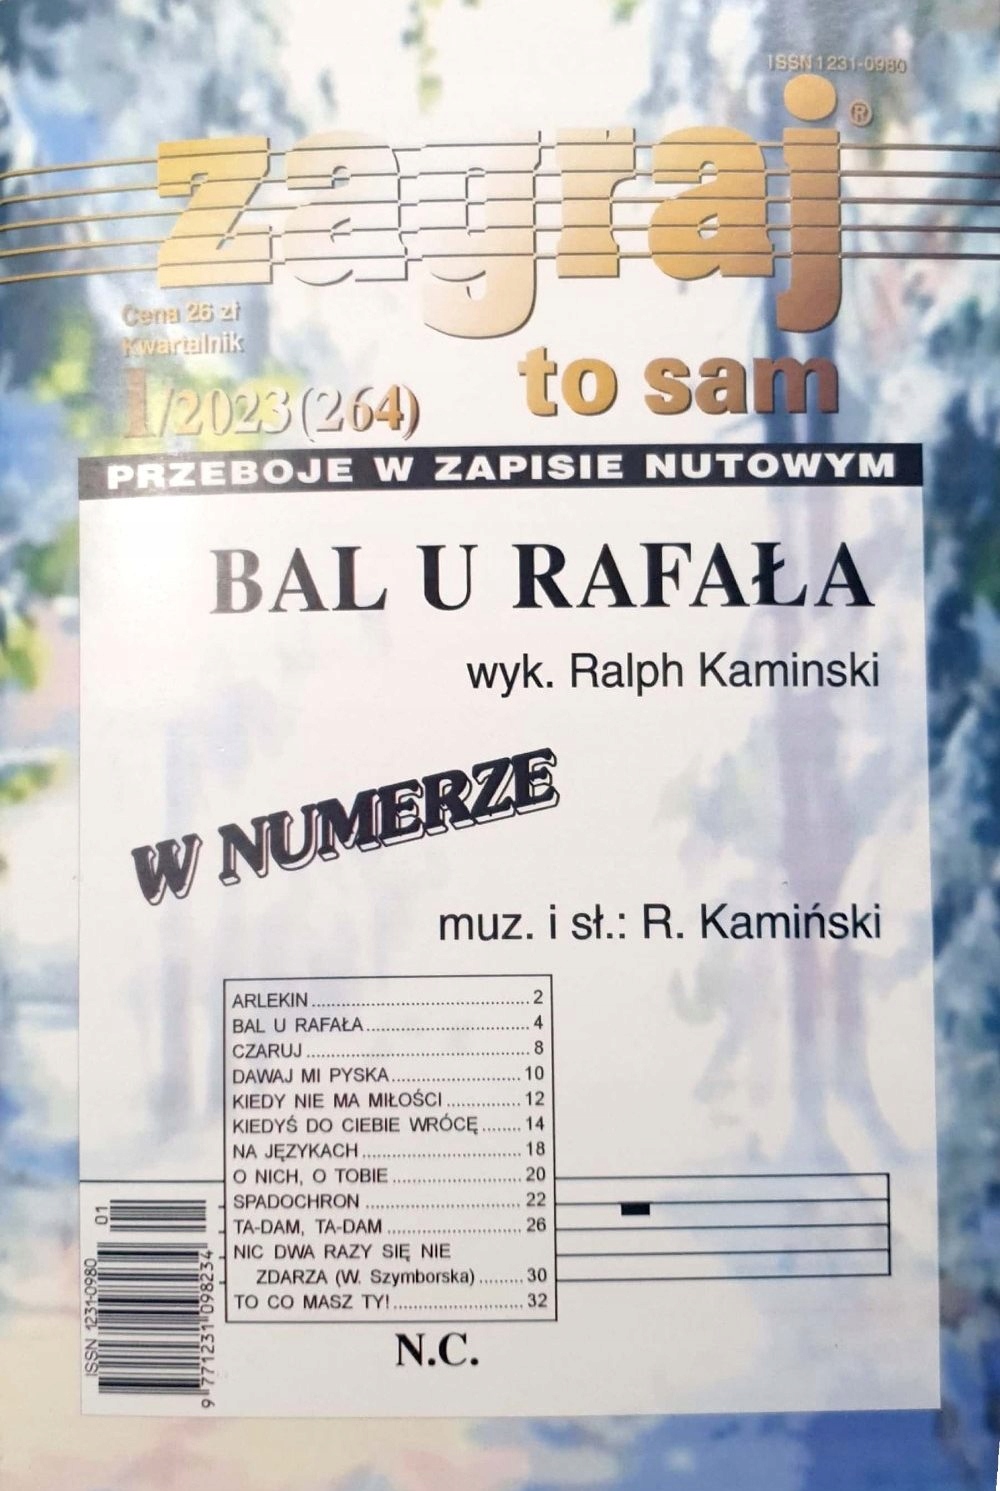 ISSN 1231-0980
zagraj ®
to sam
Cena 26 zł
Kwartalnik
1/2023 (264)
PRZEBOJE W ZAPISIE NUTOWYM
BAL U RAFAŁA
wyk. Ralph Kaminski
W NUMERZE
muz. i sł.: R. Kamiński
ARLEKIN ........................................ 2
BAL U RAFAŁA .............................. 4
CZARUJ ......................................... 8
DAWAJ MI PYSKA ........................ 10
KIEDY NIE MA MIŁOŚCI .............. 12
KIEDYŚ DO CIEBIE WRÓCĘ ........ 14
NA JĘZYKACH ............................. 18
O NICH, O TOBIE ........................ 20
SPADOCHRON ............................ 22
TA-DAM, TA-DAM ......................... 26
NIC DWA RAZY SIĘ NIE
ZDARZA (W. Szymborska) ......... 30
TO CO MASZ TY! ........................ 32
N.C.
01
ISSN 1231-0980
9 771231 098234